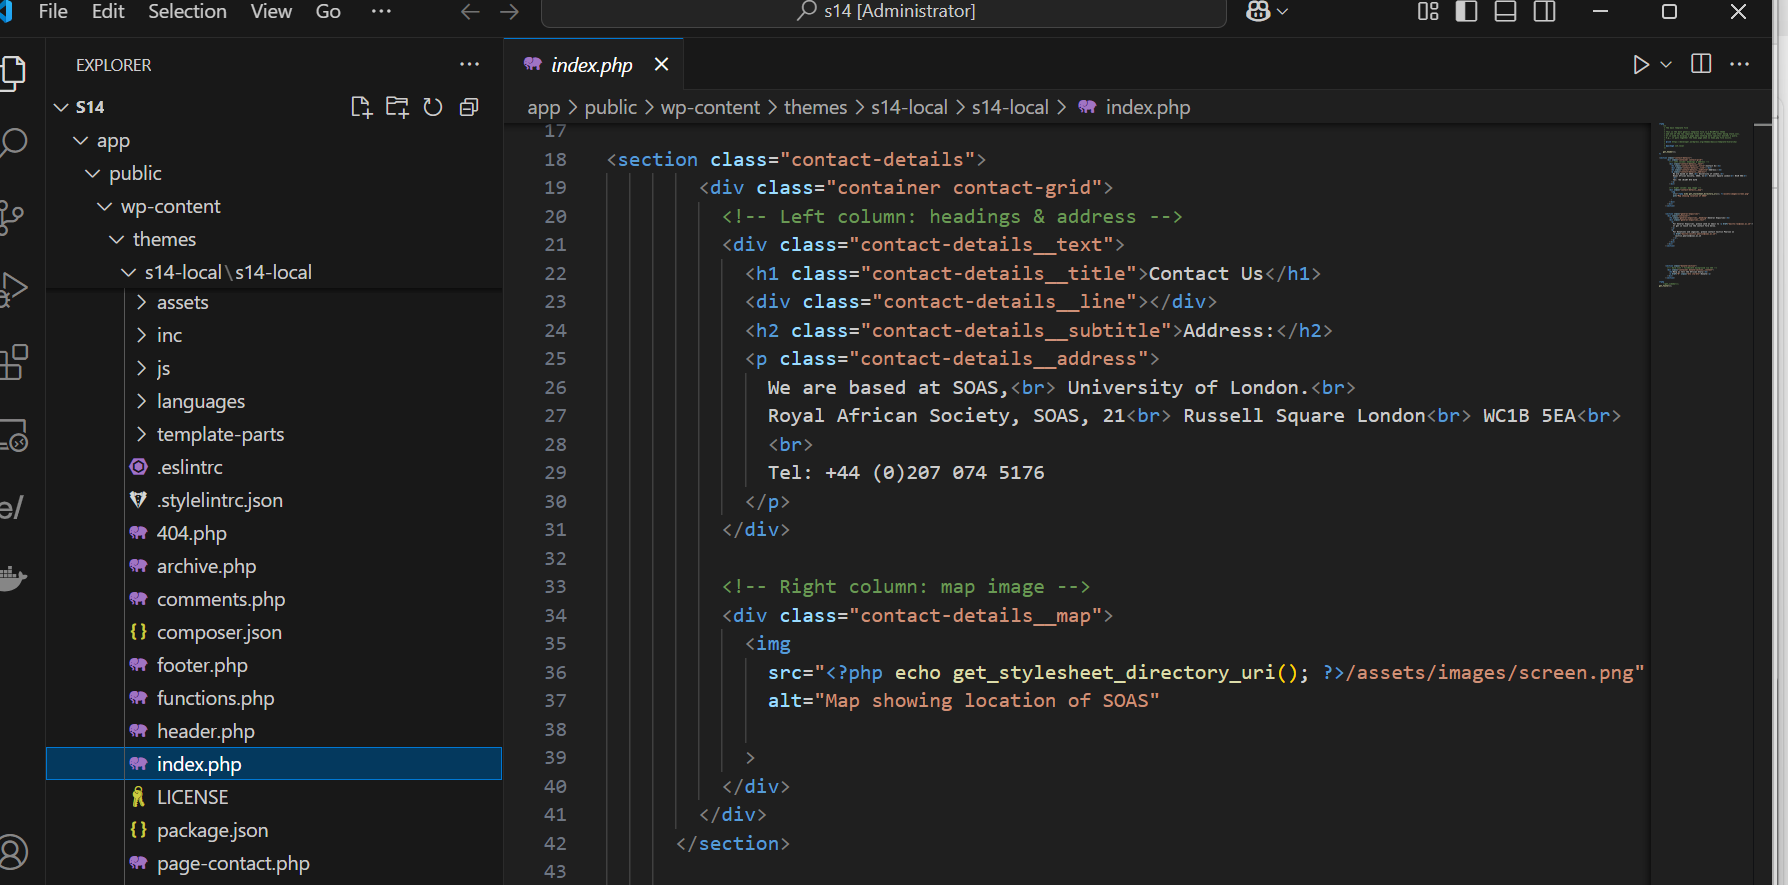 File Edit Selection View Go ··· s14 [Administrator]
EXPLORER ···
S14
app
public
wp-content
themes
s14-local\s14-local
assets
inc
js
languages
template-parts
.eslintrc
.stylelintrc.json
404.php
archive.php
comments.php
{} composer.json
footer.php
functions.php
header.php
index.php
LICENSE
{} package.json
page-contact.php
index.php
app > public > wp-content > themes > s14-local > s14-local > index.php
17
18 <section class="contact-details">
19 <div class="container contact-grid">
20 <!-- Left column: headings & address -->
21 <div class="contact-details__text">
22 <h1 class="contact-details__title">Contact Us</h1>
23 <div class="contact-details__line"></div>
24 <h2 class="contact-details__subtitle">Address:</h2>
25 <p class="contact-details__address">
26 We are based at SOAS,<br> University of London.<br>
27 Royal African Society, SOAS, 21<br> Russell Square London<br> WC1B 5EA<br>
28 <br>
29 Tel: +44 (0)207 074 5176
30 </p>
31 </div>
32
33 <!-- Right column: map image -->
34 <div class="contact-details__map">
35 <img
36 src="<?php echo get_stylesheet_directory_uri(); ?>/assets/images/screen.png"
37 alt="Map showing location of SOAS"
38
39 >
40 </div>
41 </div>
42 </section>
43